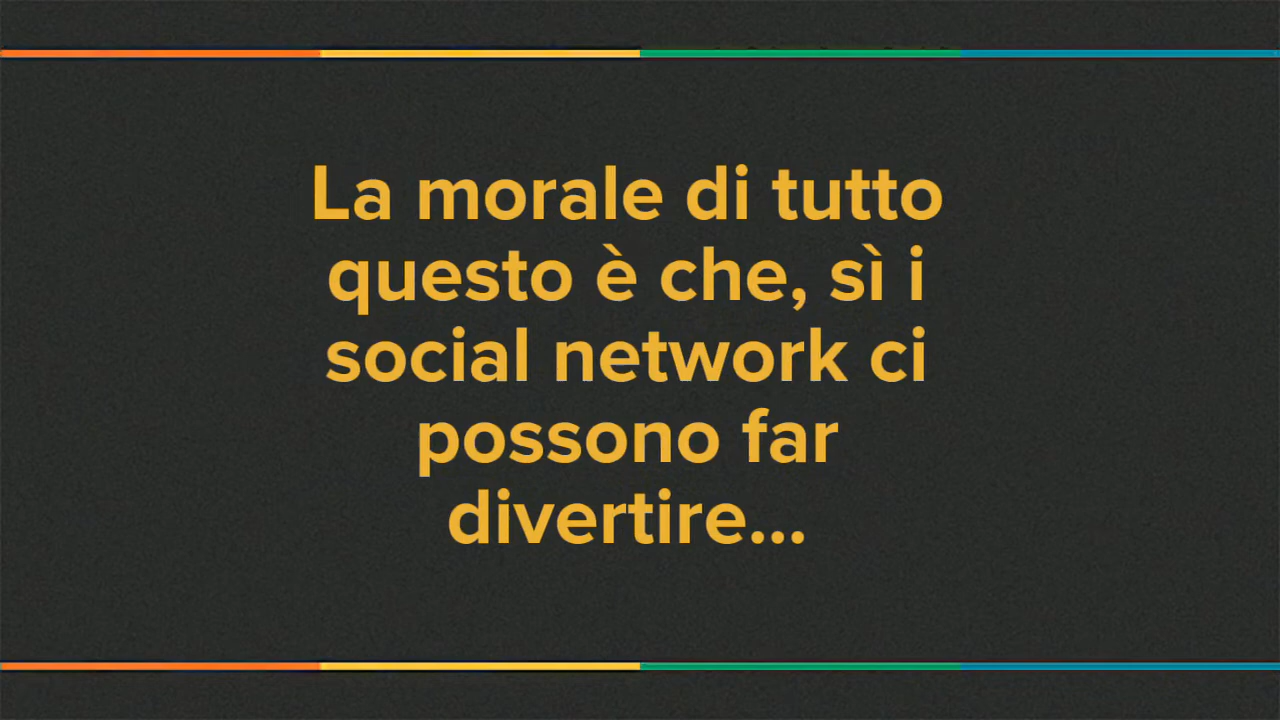 La morale di tutto
questo è che, sì i
social network ci
possono far
divertire...